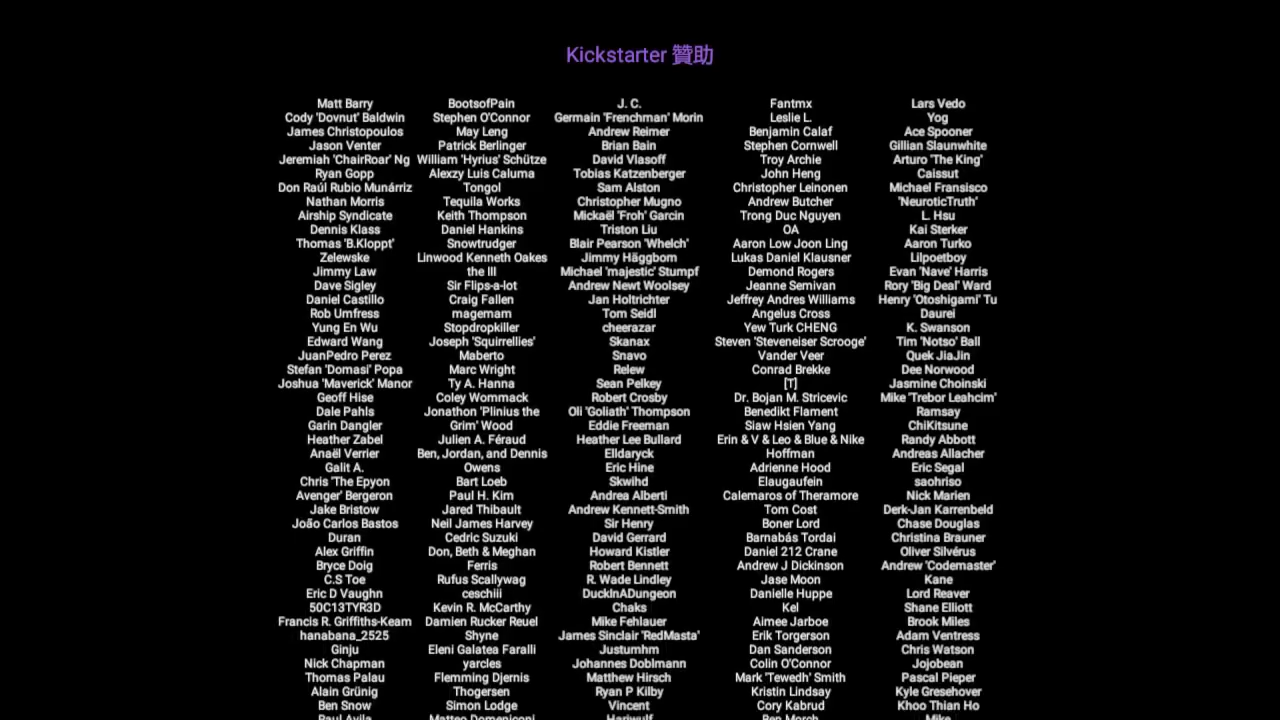 Kickstarter 贊助
Matt Barry
Cody 'Dovnut' Baldwin
James Christopoulos
Jason Venter
Jeremiah 'ChairRoar' Ng
Ryan Gopp
Don Raúl Rubio Munárriz
Nathan Morris
Airship Syndicate
Dennis Klass
Thomas 'B.Kloppt'
Zelewske
Jimmy Law
Dave Sigley
Daniel Castillo
Rob Umfress
Yung En Wu
Edward Wang
JuanPedro Perez
Stefan 'Domasi' Popa
Joshua 'Maverick' Manor
Geoff Hise
Dale Pahls
Garin Dangler
Heather Zabel
Anaël Verrier
Galit A.
Chris 'The Epyon
Avenger' Bergeron
Jake Bristow
João Carlos Bastos
Duran
Alex Griffin
Bryce Doig
C.S Toe
Eric D Vaughn
50C13TYR3D
Francis R. Griffiths-Keam
hanabana_2525
Ginju
Nick Chapman
Thomas Palau
Alain Grünig
Ben Snow
Paul Avila
BootsofPain
Stephen O'Connor
May Leng
Patrick Berlinger
William 'Hyrius' Schütze
Alexzy Luis Caluma
Tongol
Tequila Works
Keith Thompson
Daniel Hankins
Snowtrudger
Linwood Kenneth Oakes
the III
Sir Flips-a-lot
Craig Fallen
magemam
Stopdropkiller
Joseph 'Squirrellies'
Maberto
Marc Wright
Ty A. Hanna
Coley Wommack
Jonathon 'Plinius the
Grim' Wood
Julien A. Féraud
Ben, Jordan, and Dennis
Owens
Bart Loeb
Paul H. Kim
Jared Thibault
Neil James Harvey
Cedric Suzuki
Don, Beth & Meghan
Ferris
Rufus Scallywag
ceschiii
Kevin R. McCarthy
Damien Rucker Reuel
Shyne
Eleni Galatea Faralli
yarcles
Flemming Djernis
Thogersen
Simon Lodge
Matteo Domeniconi
J. C.
Germain 'Frenchman' Morin
Andrew Reimer
Brian Bain
David Vlasoff
Tobias Katzenberger
Sam Alston
Christopher Mugno
Mickaël 'Froh' Garcin
Triston Liu
Blair Pearson 'Whelch'
Jimmy Häggbom
Michael 'majestic' Stumpf
Andrew Newt Woolsey
Jan Holtrichter
Tom Seidl
cheerazar
Skanax
Snavo
Relew
Sean Pelkey
Robert Crosby
Oli 'Goliath' Thompson
Eddie Freeman
Heather Lee Bullard
Elldaryck
Eric Hine
Skwihd
Andrea Alberti
Andrew Kennett-Smith
Sir Henry
David Gerrard
Howard Kistler
Robert Bennett
R. Wade Lindley
DuckInADungeon
Chaks
Mike Fehlauer
James Sinclair 'RedMasta'
Justumhm
Johannes Doblmann
Matthew Hirsch
Ryan P Kilby
Vincent
Hariwulf
Fantmx
Leslie L.
Benjamin Calaf
Stephen Cornwell
Troy Archie
John Heng
Christopher Leinonen
Andrew Butcher
Trong Duc Nguyen
OA
Aaron Low Joon Ling
Lukas Daniel Klausner
Demond Rogers
Jeanne Semivan
Jeffrey Andres Williams
Angelus Cross
Yew Turk CHENG
Steven 'Steveneiser Scrooge'
Vander Veer
Conrad Brekke
[T]
Dr. Bojan M. Stricevic
Benedikt Flament
Siaw Hsien Yang
Erin & V & Leo & Blue & Nike
Hoffman
Adrienne Hood
Elaugaufein
Calemaros of Theramore
Tom Cost
Boner Lord
Barnabás Tordai
Daniel 212 Crane
Andrew J Dickinson
Jase Moon
Danielle Huppe
Kel
Aimee Jarboe
Erik Torgerson
Dan Sanderson
Colin O'Connor
Mark 'Tewedh' Smith
Kristin Lindsay
Cory Kabrud
Ben Morch
Lars Vedo
Yog
Ace Spooner
Gillian Slaunwhite
Arturo 'The King'
Caissut
Michael Fransisco
'NeuroticTruth'
L. Hsu
Kai Sterker
Aaron Turko
Lilpoetboy
Evan 'Nave' Harris
Rory 'Big Deal' Ward
Henry 'Otoshigami' Tu
Daurei
K. Swanson
Tim 'Notso' Ball
Quek JiaJin
Dee Norwood
Jasmine Choinski
Mike 'Trebor Leahcim'
Ramsay
ChiKitsune
Randy Abbott
Andreas Allacher
Eric Segal
saohriso
Nick Marien
Derk-Jan Karrenbeld
Chase Douglas
Christina Brauner
Oliver Silvérus
Andrew 'Codemaster'
Kane
Lord Reaver
Shane Elliott
Brook Miles
Adam Ventress
Chris Watson
Jojobean
Pascal Pieper
Kyle Gresehover
Khoo Thian Ho
Mike